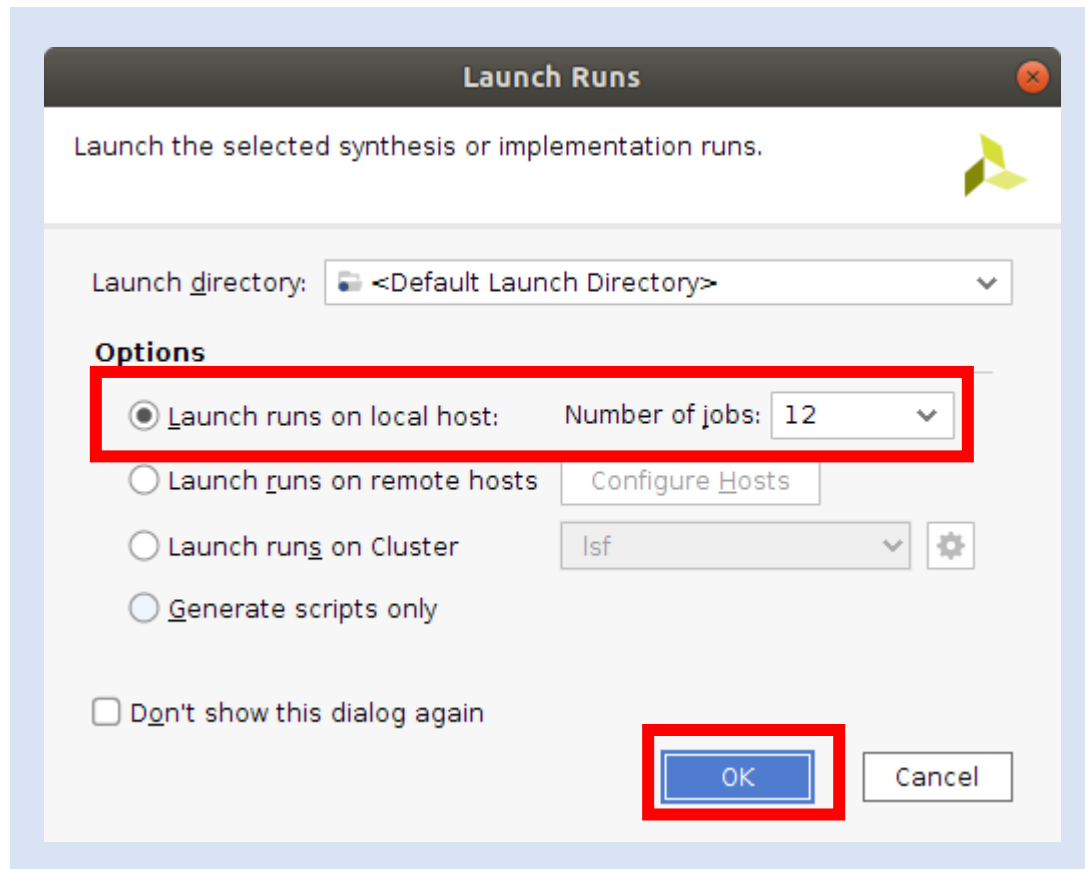 Launch Runs
Launch the selected synthesis or implementation runs.
Launch directory: <Default Launch Directory>
Options
Launch runs on local host: Number of jobs: 12
Launch runs on remote hosts Configure Hosts
Launch runs on Cluster lsf
Generate scripts only
Don't show this dialog again
OK Cancel